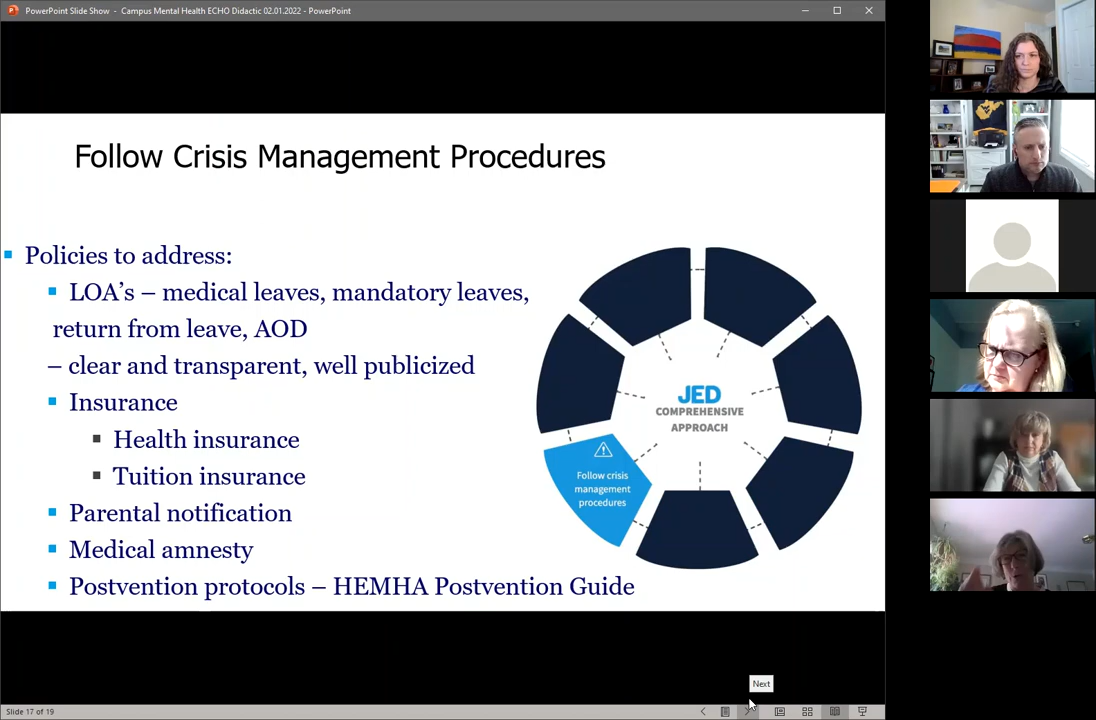 PowerPoint Slide Show - Campus Mental Health ECHO Didactic 02.01.2022 - PowerPoint
Follow Crisis Management Procedures
Policies to address:
LOA's – medical leaves, mandatory leaves,
return from leave, AOD
– clear and transparent, well publicized
Insurance
Health insurance
Tuition insurance
Parental notification
Medical amnesty
Postvention protocols – HEMHA Postvention Guide
JED
COMPREHENSIVE
APPROACH
Follow crisis
management
procedures
Next
Slide 17 of 19